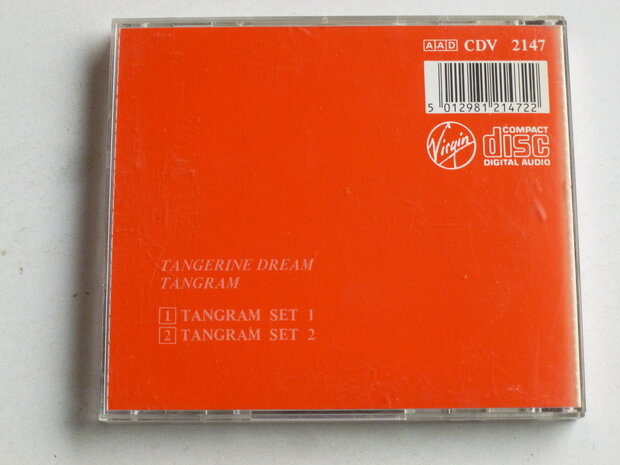 AAD CDV 2147
5 012981 214722
Virgin
COMPACT
disc
DIGITAL AUDIO
TANGERINE DREAM
TANGRAM
1 TANGRAM SET 1
2 TANGRAM SET 2